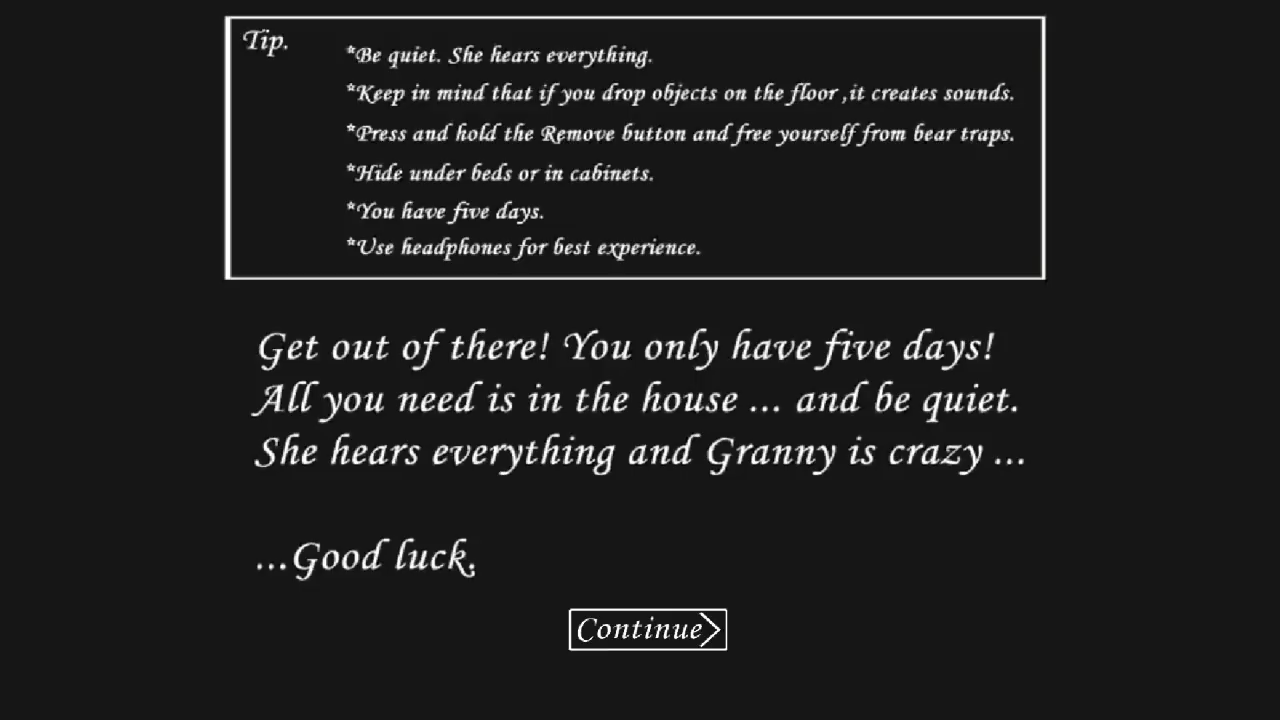 Tip.
*Be quiet. She hears everything.
*Keep in mind that if you drop objects on the floor ,it creates sounds.
*Press and hold the Remove button and free yourself from bear traps.
*Hide under beds or in cabinets.
*You have five days.
*Use headphones for best experience.
Get out of there! You only have five days!
All you need is in the house ... and be quiet.
She hears everything and Granny is crazy ...
...Good luck.
Continue